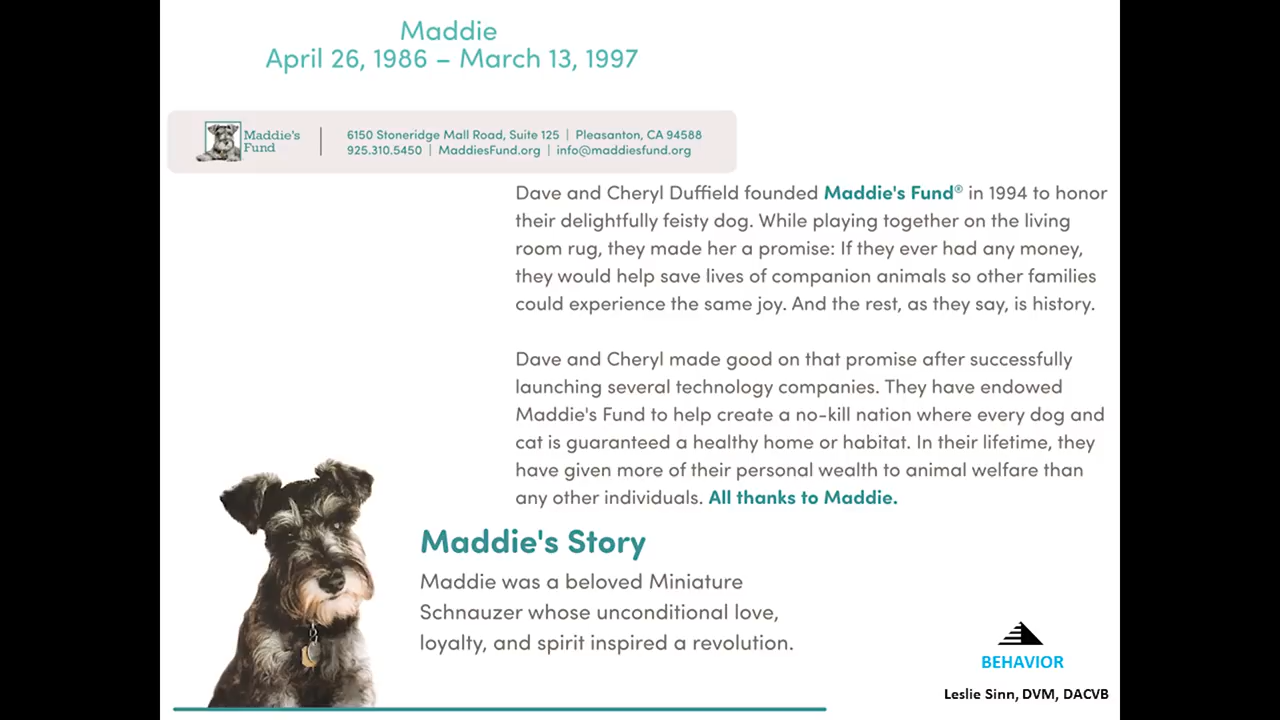 Maddie
April 26, 1986 – March 13, 1997
Maddie's
Fund
6150 Stoneridge Mall Road, Suite 125 | Pleasanton, CA 94588
925.310.5450 | MaddiesFund.org | info@maddiesfund.org
Dave and Cheryl Duffield founded Maddie's Fund® in 1994 to honor
their delightfully feisty dog. While playing together on the living
room rug, they made her a promise: If they ever had any money,
they would help save lives of companion animals so other families
could experience the same joy. And the rest, as they say, is history.
Dave and Cheryl made good on that promise after successfully
launching several technology companies. They have endowed
Maddie's Fund to help create a no-kill nation where every dog and
cat is guaranteed a healthy home or habitat. In their lifetime, they
have given more of their personal wealth to animal welfare than
any other individuals. All thanks to Maddie.
Maddie's Story
Maddie was a beloved Miniature
Schnauzer whose unconditional love,
loyalty, and spirit inspired a revolution.
BEHAVIOR
Leslie Sinn, DVM, DACVB